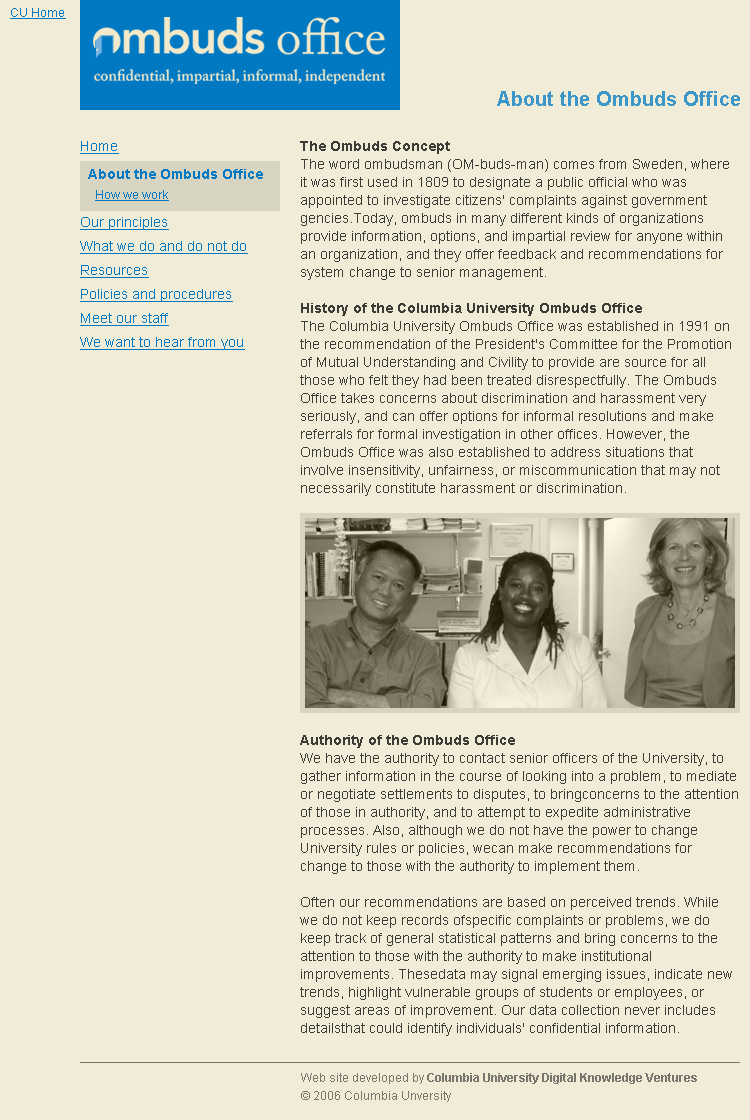 CU Home
ombuds office
confidential, impartial, informal, independent
About the Ombuds Office
Home
About the Ombuds Office
How we work
Our principles
What we do and do not do
Resources
Policies and procedures
Meet our staff
We want to hear from you
The Ombuds Concept
The word ombudsman (OM-buds-man) comes from Sweden, where
it was first used in 1809 to designate a public official who was
appointed to investigate citizens' complaints against government
gencies.Today, ombuds in many different kinds of organizations
provide information, options, and impartial review for anyone within
an organization, and they offer feedback and recommendations for
system change to senior management.
History of the Columbia University Ombuds Office
The Columbia University Ombuds Office was established in 1991 on
the recommendation of the President's Committee for the Promotion
of Mutual Understanding and Civility to provide are source for all
those who felt they had been treated disrespectfully. The Ombuds
Office takes concerns about discrimination and harassment very
seriously, and can offer options for informal resolutions and make
referrals for formal investigation in other offices. However, the
Ombuds Office was also established to address situations that
involve insensitivity, unfairness, or miscommunication that may not
necessarily constitute harassment or discrimination.
Authority of the Ombuds Office
We have the authority to contact senior officers of the University, to
gather information in the course of looking into a problem, to mediate
or negotiate settlements to disputes, to bringconcerns to the attention
of those in authority, and to attempt to expedite administrative
processes. Also, although we do not have the power to change
University rules or policies, wecan make recommendations for
change to those with the authority to implement them.
Often our recommendations are based on perceived trends. While
we do not keep records ofspecific complaints or problems, we do
keep track of general statistical patterns and bring concerns to the
attention to those with the authority to make institutional
improvements. Thesedata may signal emerging issues, indicate new
trends, highlight vulnerable groups of students or employees, or
suggest areas of improvement. Our data collection never includes
detailsthat could identify individuals' confidential information.
Web site developed by Columbia University Digital Knowledge Ventures
© 2006 Columbia Unversity